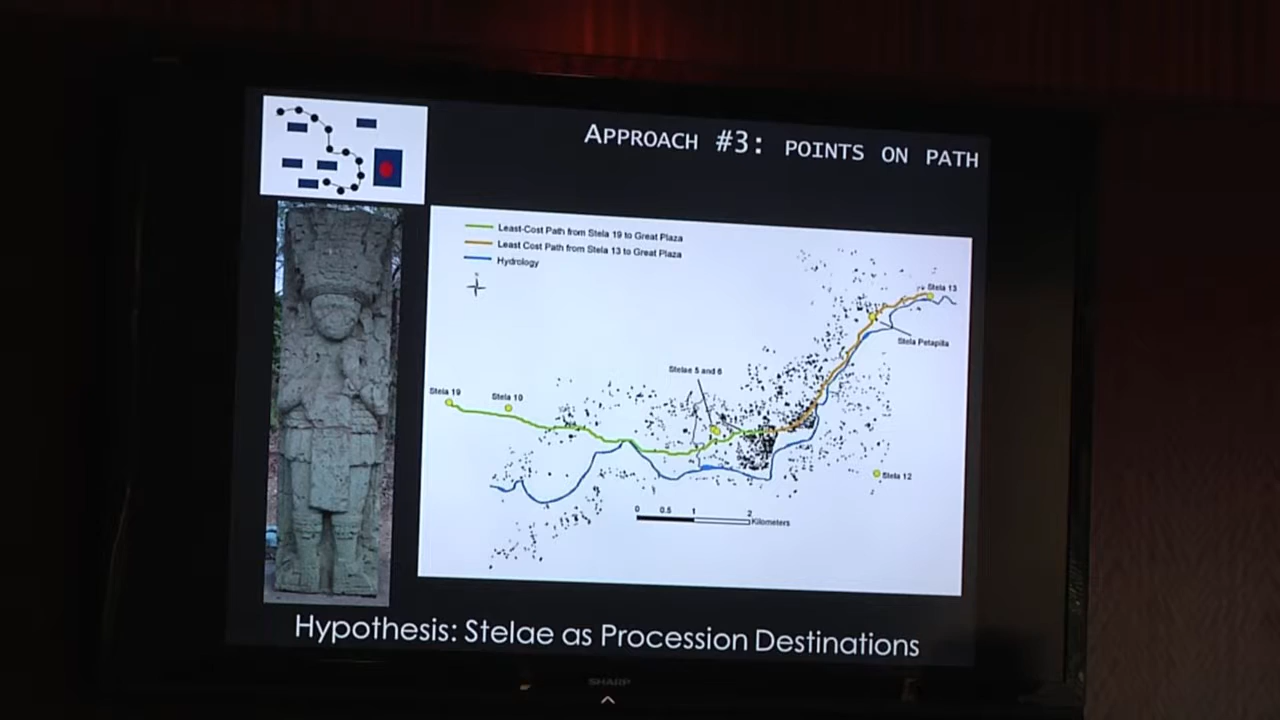 APPROACH #3: POINTS ON PATH
Least-Cost Path from Stela 19 to Great Plaza
Least Cost Path from Stela 13 to Great Plaza
Hydrology
Stela 13
Stela Petapilla
Stelae 5 and 6
Stela 19
Stela 10
Stela 12
0 0.5 1 2
Kilometers
Hypothesis: Stelae as Procession Destinations
SHARP